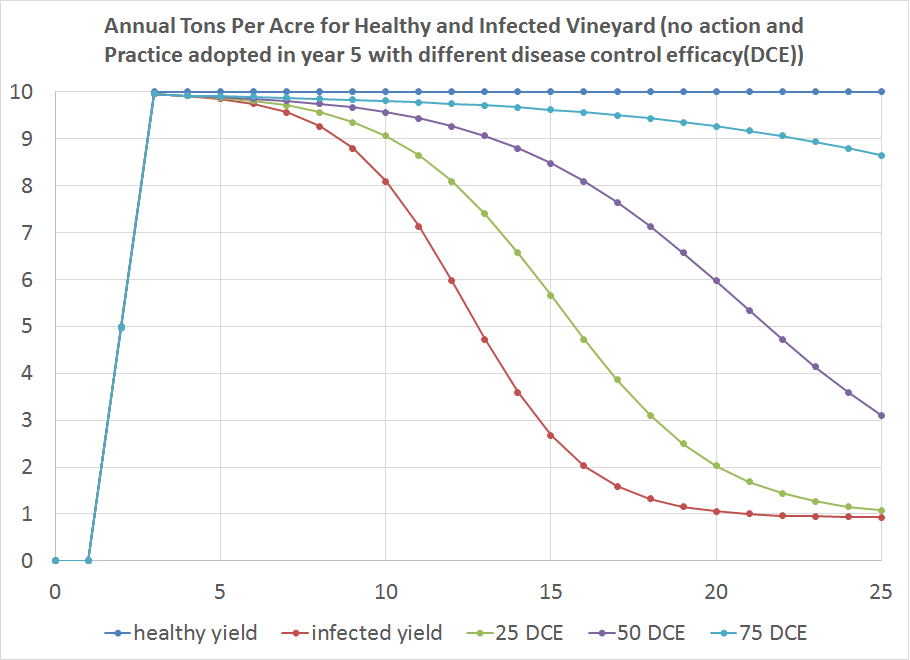 Annual Tons Per Acre for Healthy and Infected Vineyard (no action and
Practice adopted in year 5 with different disease control efficacy(DCE))
10
9
8
7
6
5
4
3
2
1
0
0 5 10 15 20 25
healthy yield infected yield 25 DCE 50 DCE 75 DCE